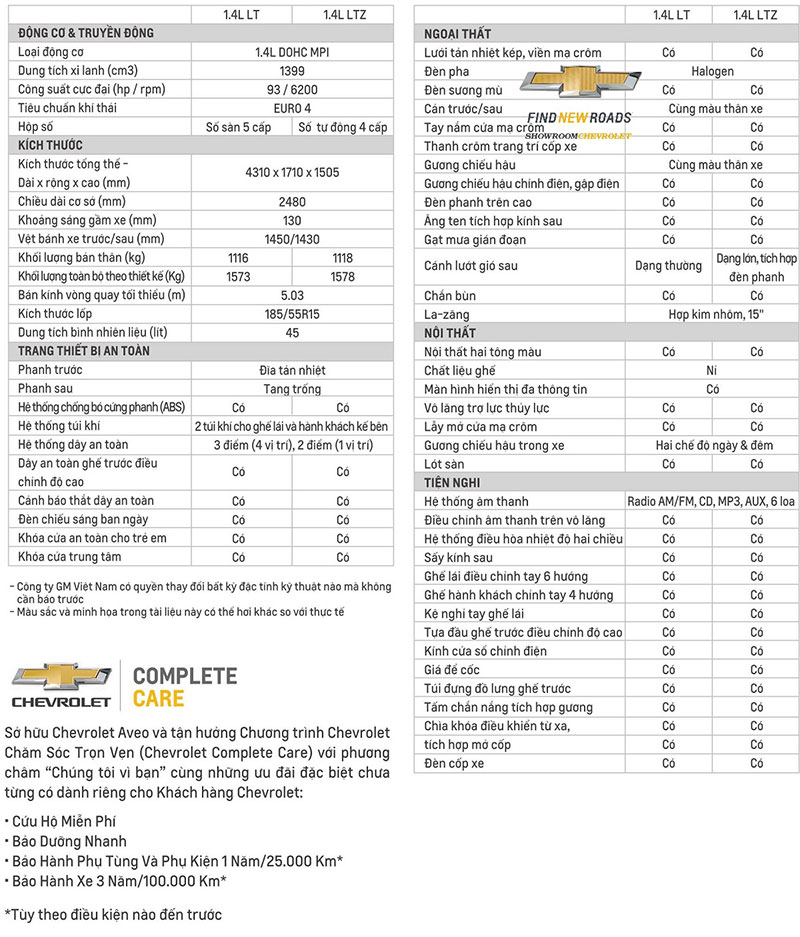 1.4L LT 1.4L LTZ
ĐỘNG CƠ & TRUYỀN ĐỘNG
Loại động cơ 1.4L DOHC MPI
Dung tích xi lanh (cm3) 1399
Công suất cực đại (hp / rpm) 93 / 6200
Tiêu chuẩn khí thải EURO 4
Hộp số Số sàn 5 cấp Số tự động 4 cấp
KÍCH THƯỚC
Kích thước tổng thể –
Dài x rộng x cao (mm) 4310 x 1710 x 1505
Chiều dài cơ sở (mm) 2480
Khoảng sáng gầm xe (mm) 130
Vệt bánh xe trước/sau (mm) 1450/1430
Khối lượng bản thân (kg) 1116 1118
Khối lượng toàn bộ theo thiết kế (Kg) 1573 1578
Bán kính vòng quay tối thiểu (m) 5.03
Kích thước lốp 185/55R15
Dung tích bình nhiên liệu (lít) 45
TRANG THIẾT BỊ AN TOÀN
Phanh trước Đĩa tản nhiệt
Phanh sau Tang trống
Hệ thống chống bó cứng phanh (ABS) Có Có
Hệ thống túi khí 2 túi khí cho ghế lái và hành khách kế bên
Hệ thống dây an toàn 3 điểm (4 vị trí), 2 điểm (1 vị trí)
Dây an toàn ghế trước điều
chỉnh độ cao Có Có
Cảnh báo thắt dây an toàn Có Có
Đèn chiếu sáng ban ngày Có Có
Khóa cửa an toàn cho trẻ em Có Có
Khóa cửa trung tâm Có Có
– Công ty GM Việt Nam có quyền thay đổi bất kỳ đặc tính kỹ thuật nào mà không
cần báo trước
– Màu sắc và minh họa trong tài liệu này có thể hơi khác so với thực tế
CHEVROLET
COMPLETE
CARE
Sở hữu Chevrolet Aveo và tận hưởng Chương trình Chevrolet
Chăm Sóc Trọn Vẹn (Chevrolet Complete Care) với phương
châm “Chúng tôi vì bạn” cùng những ưu đãi đặc biệt chưa
từng có dành riêng cho Khách hàng Chevrolet:
• Cứu Hộ Miễn Phí
• Bảo Dưỡng Nhanh
• Bảo Hành Phụ Tùng Và Phụ Kiện 1 Năm/25.000 Km*
• Bảo Hành Xe 3 Năm/100.000 Km*
*Tùy theo điều kiện nào đến trước
1.4L LT 1.4L LTZ
NGOẠI THẤT
Lưới tản nhiệt kép, viền mạ crôm Có Có
Đèn pha Halogen
Đèn sương mù Có Có
Cản trước/sau Cùng màu thân xe
FIND NEW ROADS
Tay nắm cửa mạ crôm Có Có
SHOWROOMCHEVROLET
Thanh crôm trang trí cốp xe Có Có
Gương chiếu hậu Cùng màu thân xe
Gương chiếu hậu chỉnh điện, gập điện Có Có
Đèn phanh trên cao Có Có
Ăng ten tích hợp kính sau Có Có
Gạt mưa gián đoạn Có Có
Cánh lướt gió sau Dạng thường Dạng lớn, tích hợp
đèn phanh
Chắn bùn Có Có
La-zăng Hợp kim nhôm, 15"
NỘI THẤT
Nội thất hai tông màu Có Có
Chất liệu ghế Nỉ
Màn hình hiển thị đa thông tin Có
Vô lăng trợ lực thủy lực Có Có
Lẫy mở cửa mạ crôm Có Có
Gương chiếu hậu trong xe Hai chế độ ngày & đêm
Lót sàn Có Có
TIỆN NGHI
Hệ thống âm thanh Radio AM/FM, CD, MP3, AUX, 6 loa
Điều chỉnh âm thanh trên vô lăng Có Có
Hệ thống điều hòa nhiệt độ hai chiều Có Có
Sấy kính sau Có Có
Ghế lái điều chỉnh tay 6 hướng Có Có
Ghế hành khách chỉnh tay 4 hướng Có Có
Kệ nghỉ tay ghế lái Có Có
Tựa đầu ghế trước điều chỉnh độ cao Có Có
Kính cửa sổ chỉnh điện Có Có
Giá để cốc Có Có
Túi đựng đồ lưng ghế trước Có Có
Tấm chắn nắng tích hợp gương Có Có
Chìa khóa điều khiển từ xa, Có Có
tích hợp mở cốp Có Có
Đèn cốp xe Có Có